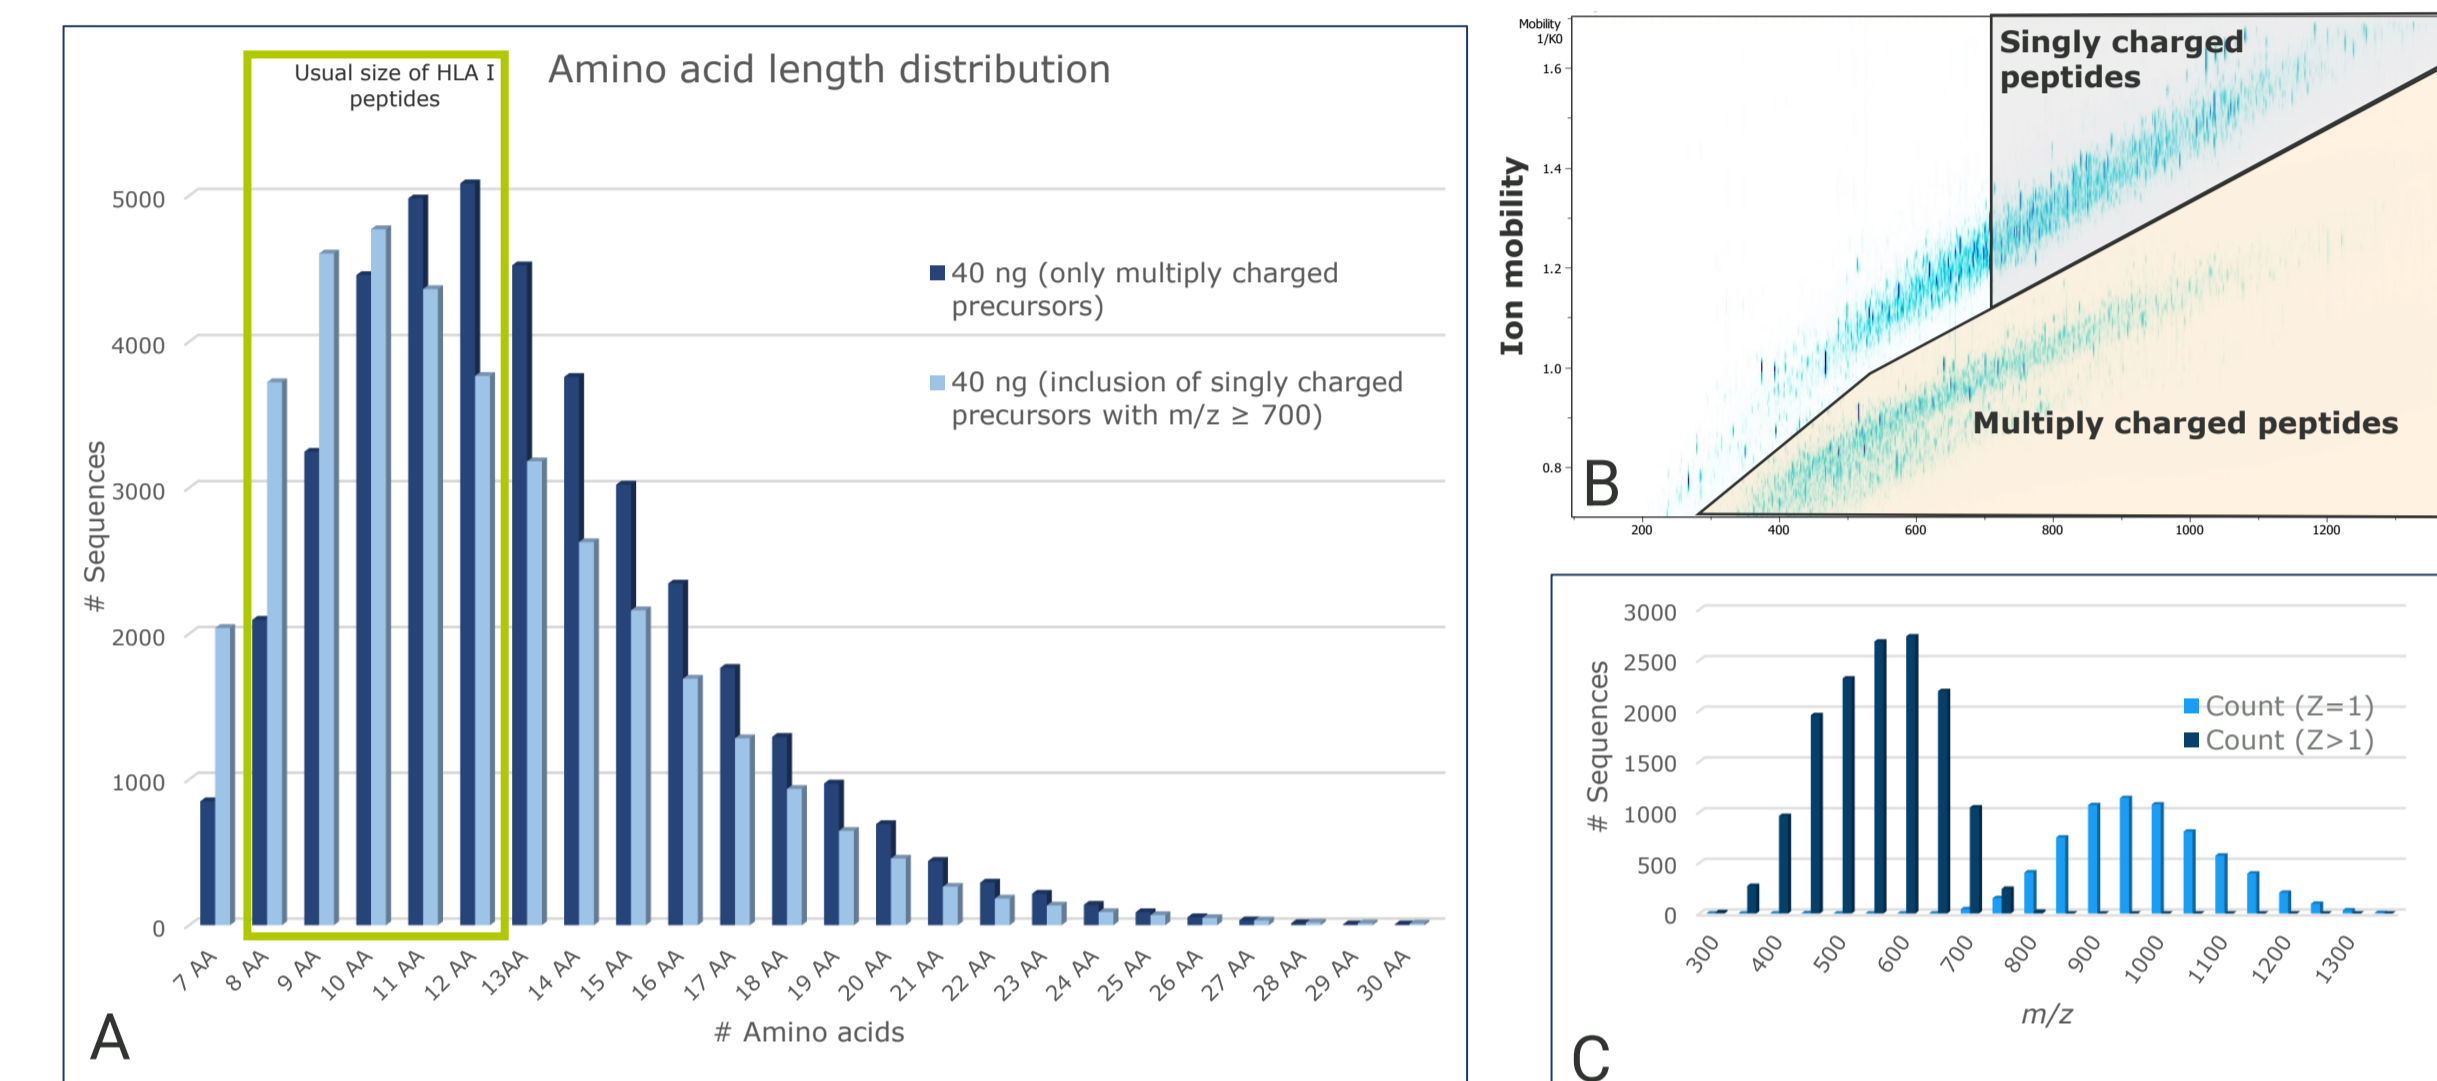 Usual size of HLA I
peptides
Amino acid length distribution
5000
4000
3000
2000
1000
0
# Sequences
40 ng (only multiply charged
precursors)
40 ng (inclusion of singly charged
precursors with m/z ≥ 700)
7 AA
8 AA
9 AA
10 AA
11 AA
12 AA
13AA
14 AA
15 AA
16 AA
17 AA
18 AA
19 AA
20 AA
21 AA
22 AA
23 AA
24 AA
25 AA
26 AA
27 AA
28 AA
29 AA
30 AA
# Amino acids
A
Mobility
1/K0
1.6
1.4
1.2
1.0
0.8
Ion mobility
Singly charged
peptides
Multiply charged peptides
B
200
400
600
800
1000
1200
3000
2500
2000
1500
1000
500
0
# Sequences
Count (Z=1)
Count (Z>1)
300
400
500
600
700
800
900
1000
1100
1200
1300
m/z
C